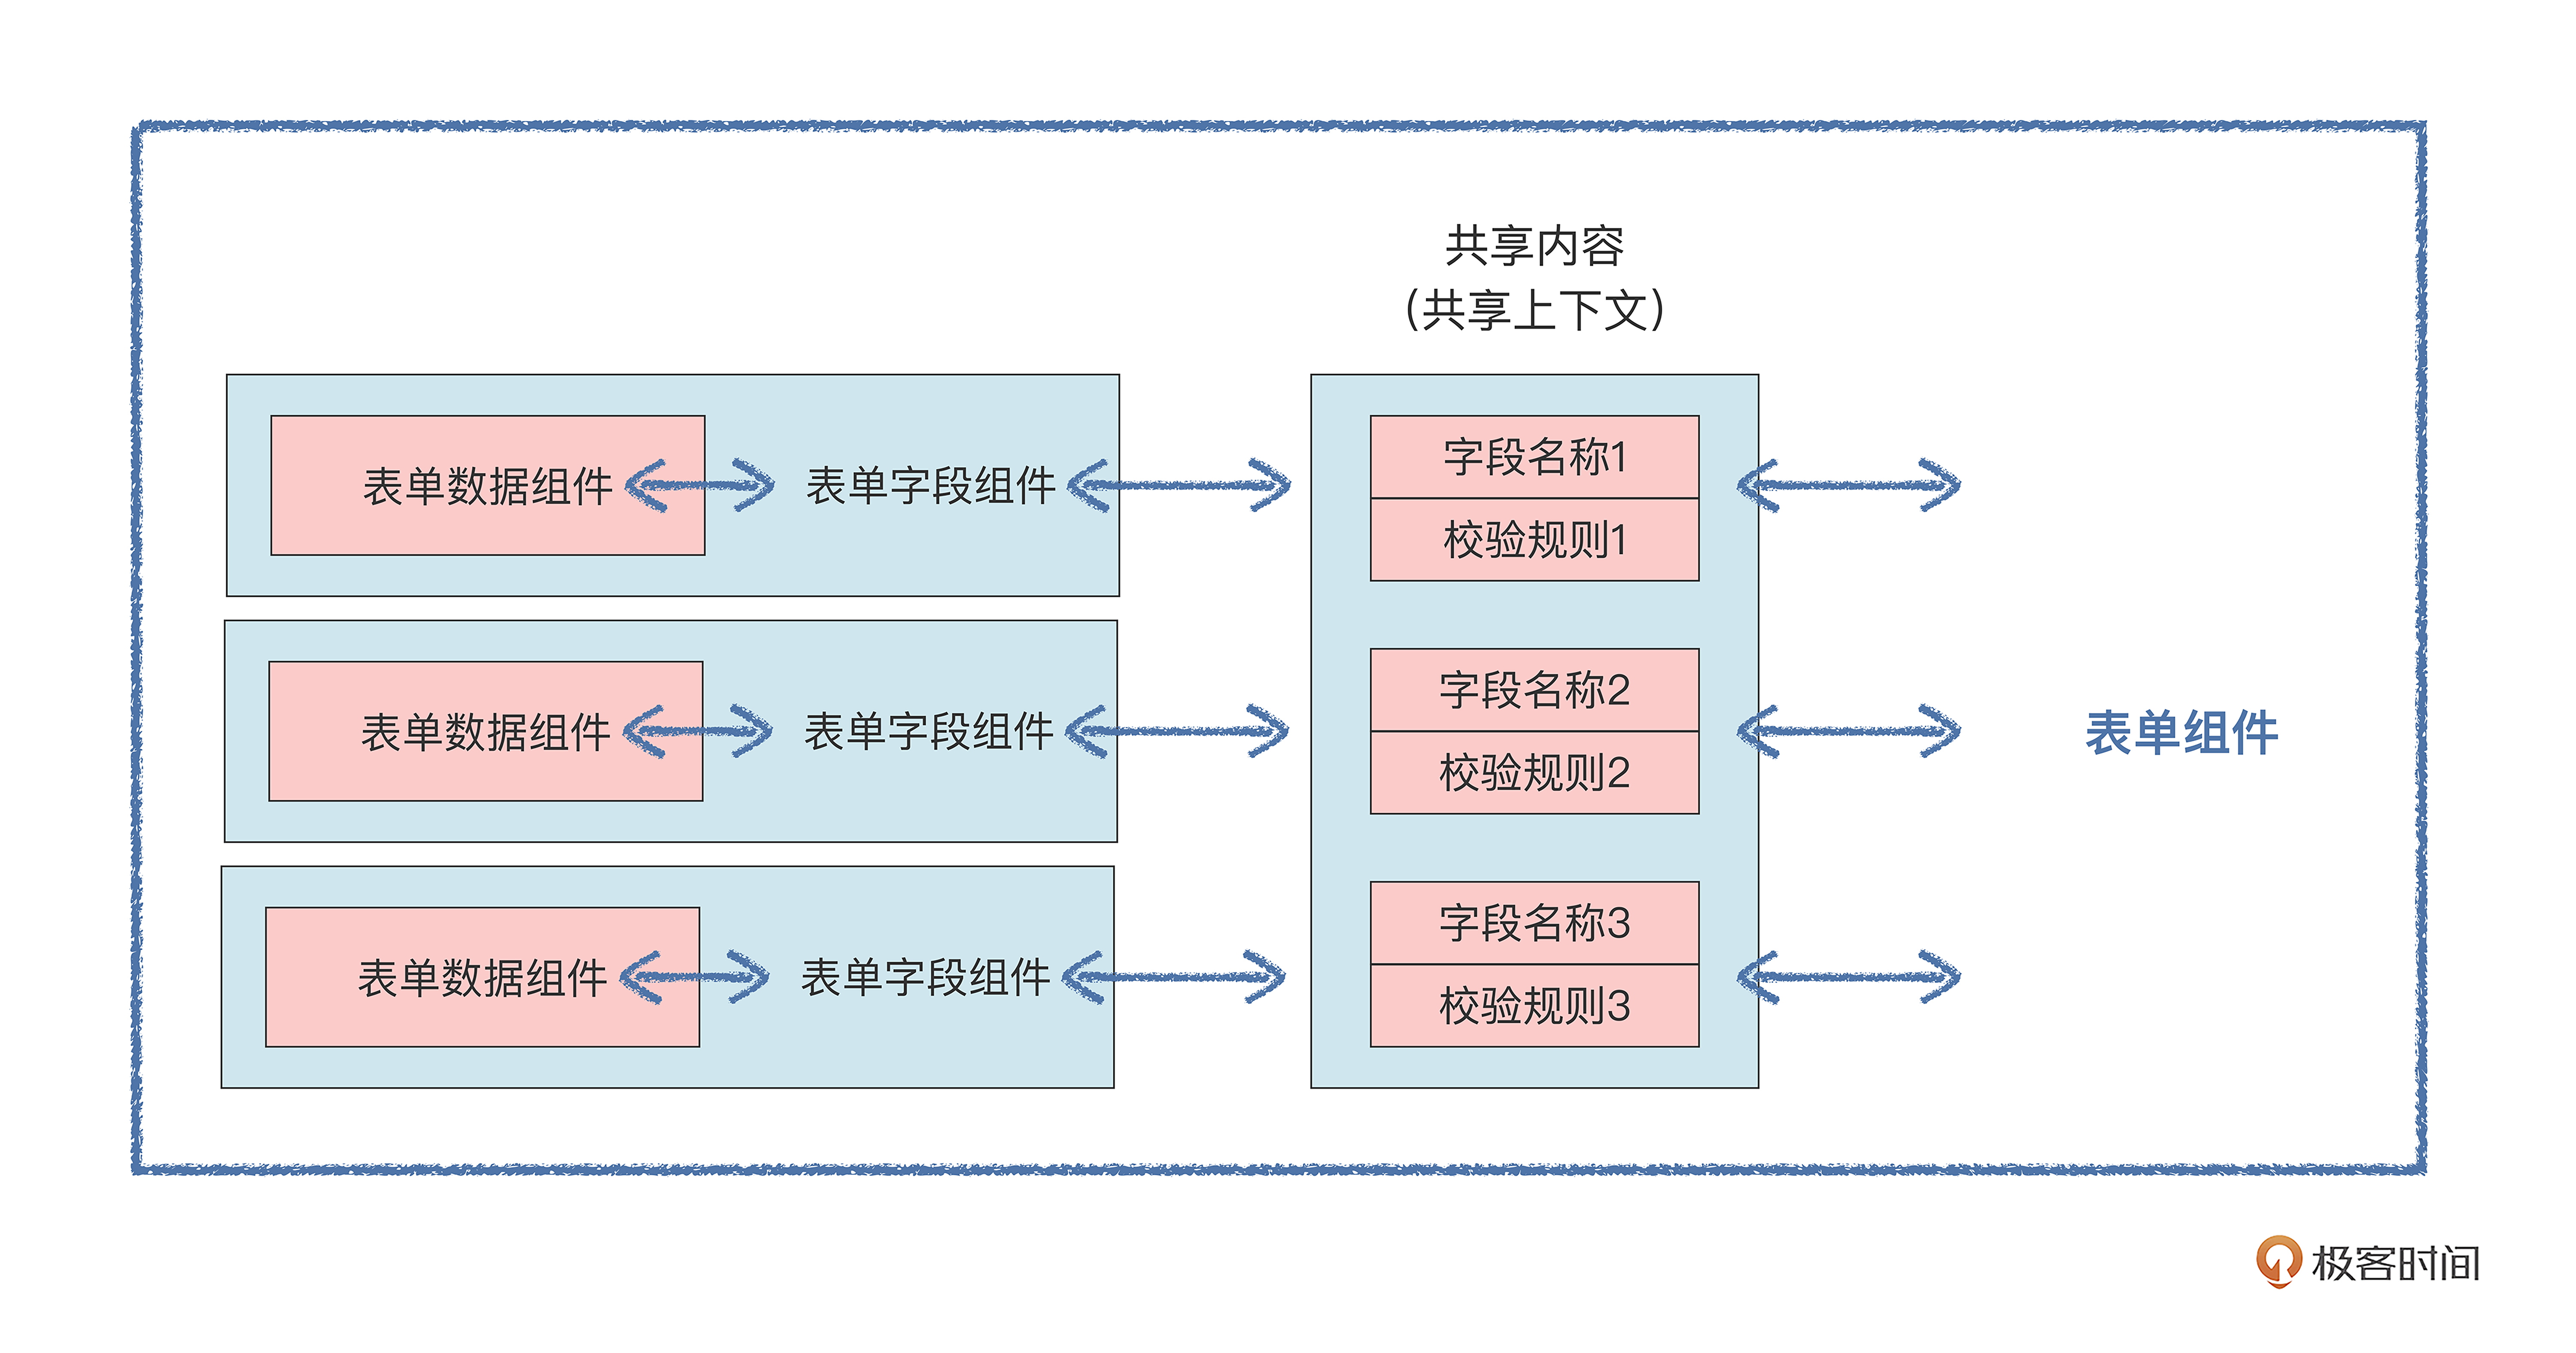 共享内容
（共享上下文）
表单数据组件
表单字段组件
字段名称1
校验规则1
表单数据组件
表单字段组件
字段名称2
校验规则2
表单组件
表单数据组件
表单字段组件
字段名称3
校验规则3
极客时间